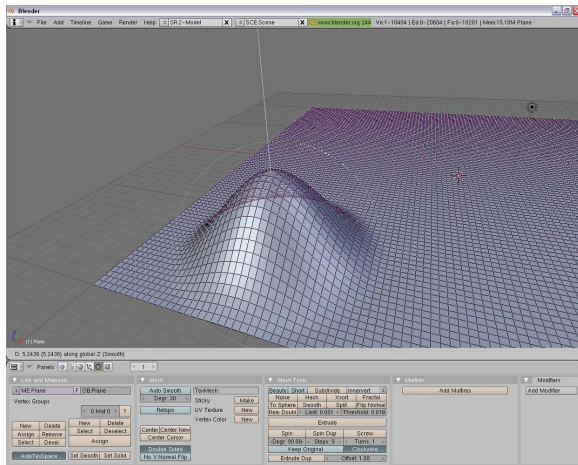 Blender
File Add Timeline Game Render Help SR:2-Model X SCE:Scene X www.blender.org 244 Ve:1-10404 | Ed:0-20604 | Fa:0-10201 | Mem:15.10M Plane
(1) Plane
D: 5.2436 (5.2436) along global Z (Smooth)
Panels 1
Link and Materials
ME:Plane F OB:Plane
Vertex Groups
0 Mat 0 ?
New Delete New Delete
Assign Remove Select Deselect
Select Desel. Assign
AutoTexSpace Set Smooth Set Solid
Mesh
Auto Smooth TexMesh:
Degr: 30 Sticky Make
Retopo UV Texture New
Vertex Color New
Center Center New
Center Cursor
Double Sided
No V.Normal Flip
Mesh Tools
Beauty Short Subdivide Innervert
Noise Hash Xsort Fractal
To Sphere Smooth Split Flip Normal
Rem Doubl Limit: 0.001 Threshold: 0.010
Extrude
Spin Spin Dup Screw
Degr: 90.00 Steps: 9 Turns: 1
Keep Original Clockwise
Extrude Dup Offset: 1.00
Multires
Add Multires
Modifiers
Add Modifier